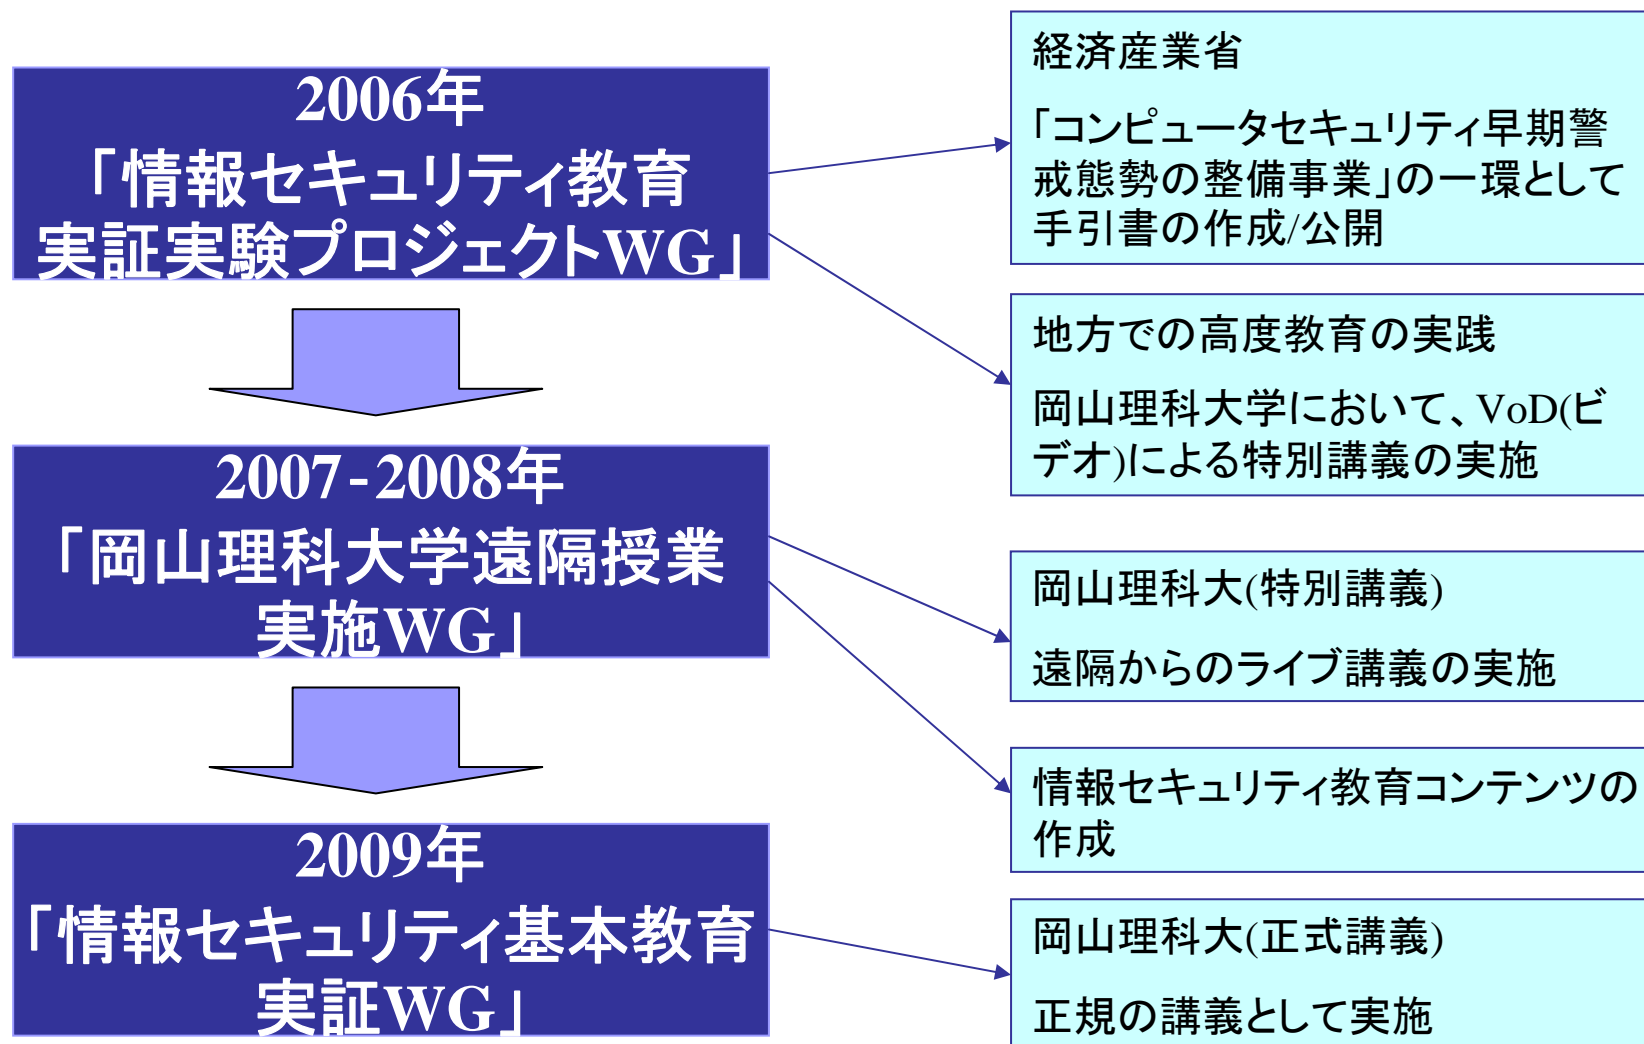 2006年
「情報セキュリティ教育
実証実験プロジェクトWG」
経済産業省
「コンピュータセキュリティ早期警
戒態勢の整備事業」の一環として
手引書の作成/公開
地方での高度教育の実践
岡山理科大学において、VoD(ビ
デオ)による特別講義の実施
2007-2008年
「岡山理科大学遠隔授業
実施WG」
岡山理科大(特別講義)
遠隔からのライブ講義の実施
情報セキュリティ教育コンテンツの
作成
2009年
「情報セキュリティ基本教育
実証WG」
岡山理科大(正式講義)
正規の講義として実施